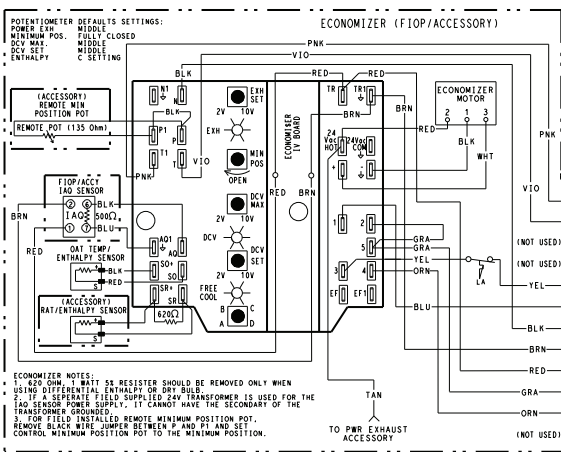 POTENTIOMETER DEFAULTS SETTINGS:
POWER EXH MIDDLE
MINIMUM POS. FULLY CLOSED
DCV MAX. MIDDLE
DCV SET MIDDLE
ENTHALPY C SETTING
ECONOMIZER (FIOP/ACCESSORY)
PNK
VIO
BLK
RED
RED
(ACCESSORY)
REMOTE MIN
POSITION POT
REMOTE POT (135 Ohm)
N1
N
BLK
P1
P
T1
T
PNK
VIO
EXH
SET
2V 10V
EXH
MIN
POS
OPEN
DCV
MAX
2V 10V
DCV
DCV
SET
2V 10V
FREE
COOL
B C
A D
ECONOMISER
IV BOARD
RED
BRN
BRN
TR
TR1
24
Vac
HOT
24Vac
COM
+
-
1
2
5
3
4
EF
EF1
BRN
ECONOMIZER
MOTOR
2 1 3
RED
BLK
WHT
PNK
VIO
FIOP/ACCY
IAQ SENSOR
2 6
IAQ
1 7
BLK
500Ω
BLU
BRN
RED
OAT TEMP/
ENTHALPY SENSOR
+
S
BLK
RED
(ACCESSORY)
RAT/ENTHALPY SENSOR
+
S
AQ1
AQ
SO+
SO
SR+
SR
620Ω
GRA
GRA
YEL
ORN
LA
BLU
(NOT USED)
(NOT USED)
YEL
BLK
BRN
RED
GRA
ORN
(NOT USED)
TAN
TO PWR EXHAUST
ACCESSORY
ECONOMIZER NOTES:
1. 620 OHM, 1 WATT 5% RESISTER SHOULD BE REMOVED ONLY WHEN
USING DIFFERENTIAL ENTHALPY OR DRY BULB.
2. IF A SEPERATE FIELD SUPPLIED 24V TRANSFORMER IS USED FOR THE
IAQ SENSOR POWER SUPPLY, IT CANNOT HAVE THE SECONDARY OF THE
TRANSFORMER GROUNDED.
3. FOR FIELD INSTALLED REMOTE MINIMUM POSITION POT,
REMOVE BLACK WIRE JUMPER BETWEEN P AND P1 AND SET
CONTROL MINIMUM POSITION POT TO THE MINIMUM POSITION.